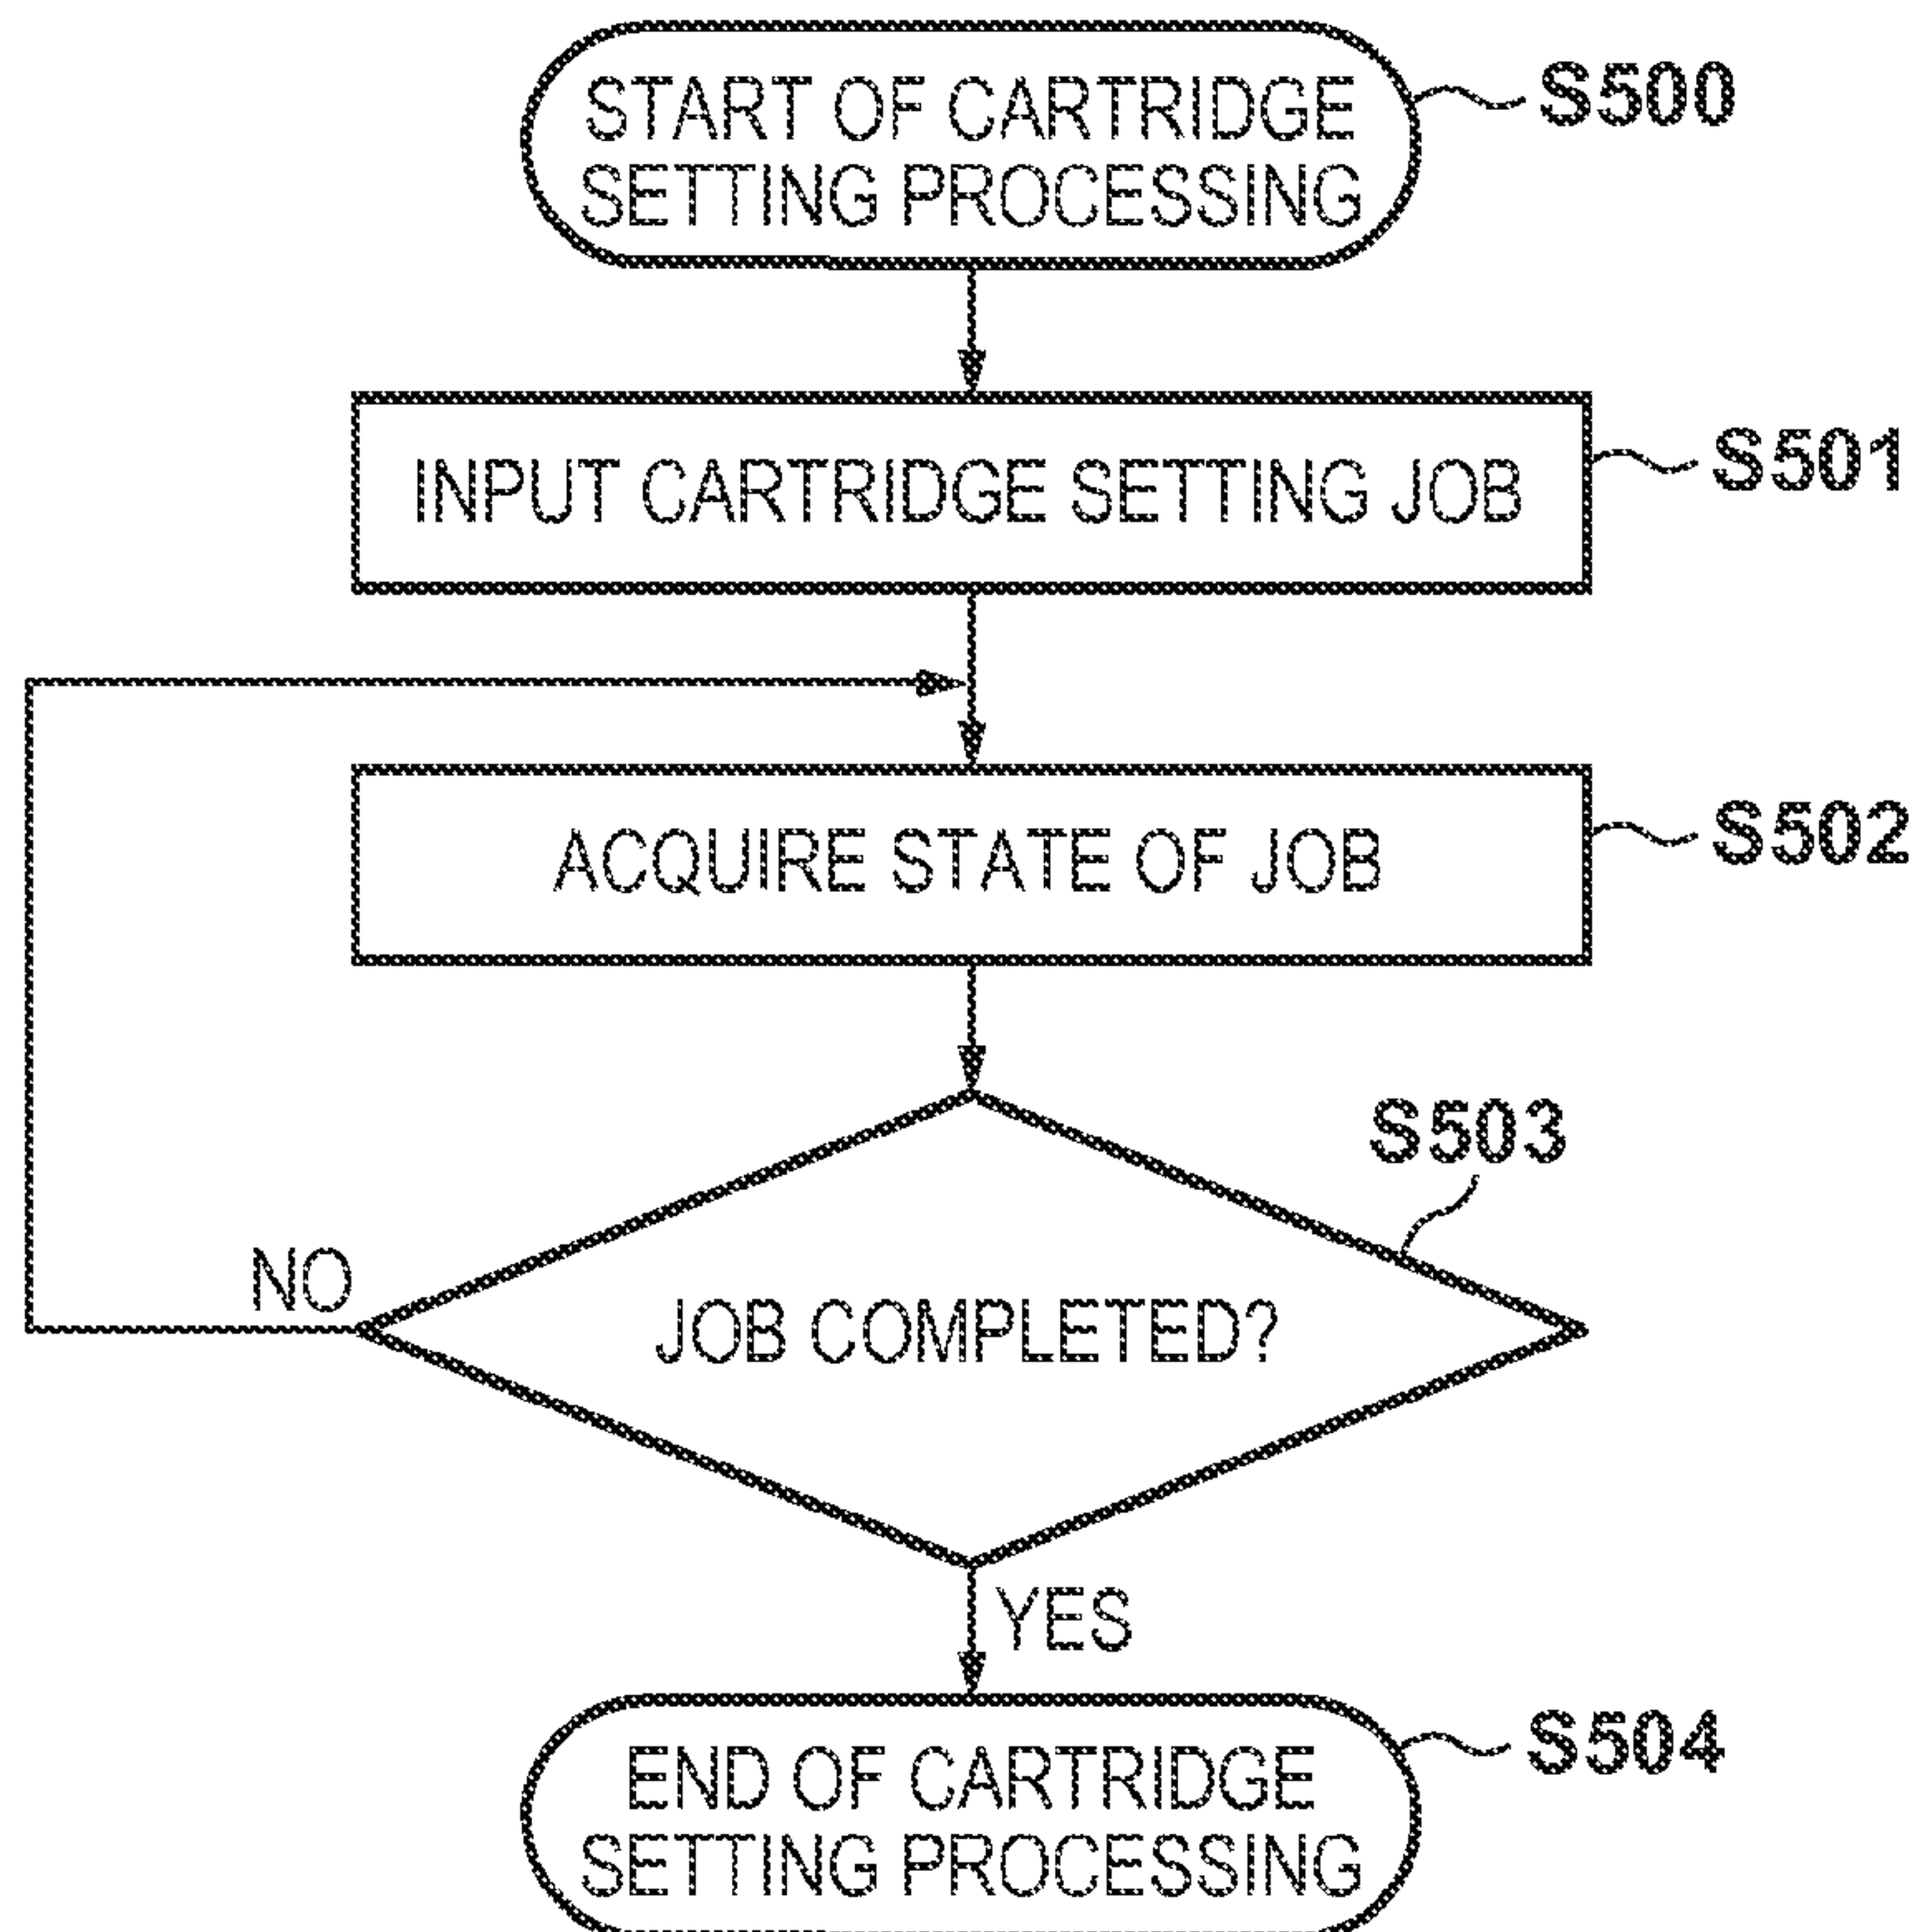 START OF CARTRIDGE
SETTING PROCESSING
S500
INPUT CARTRIDGE SETTING JOB
S501
ACQUIRE STATE OF JOB
S502
S503
JOB COMPLETED?
NO
YES
END OF CARTRIDGE
SETTING PROCESSING
S504